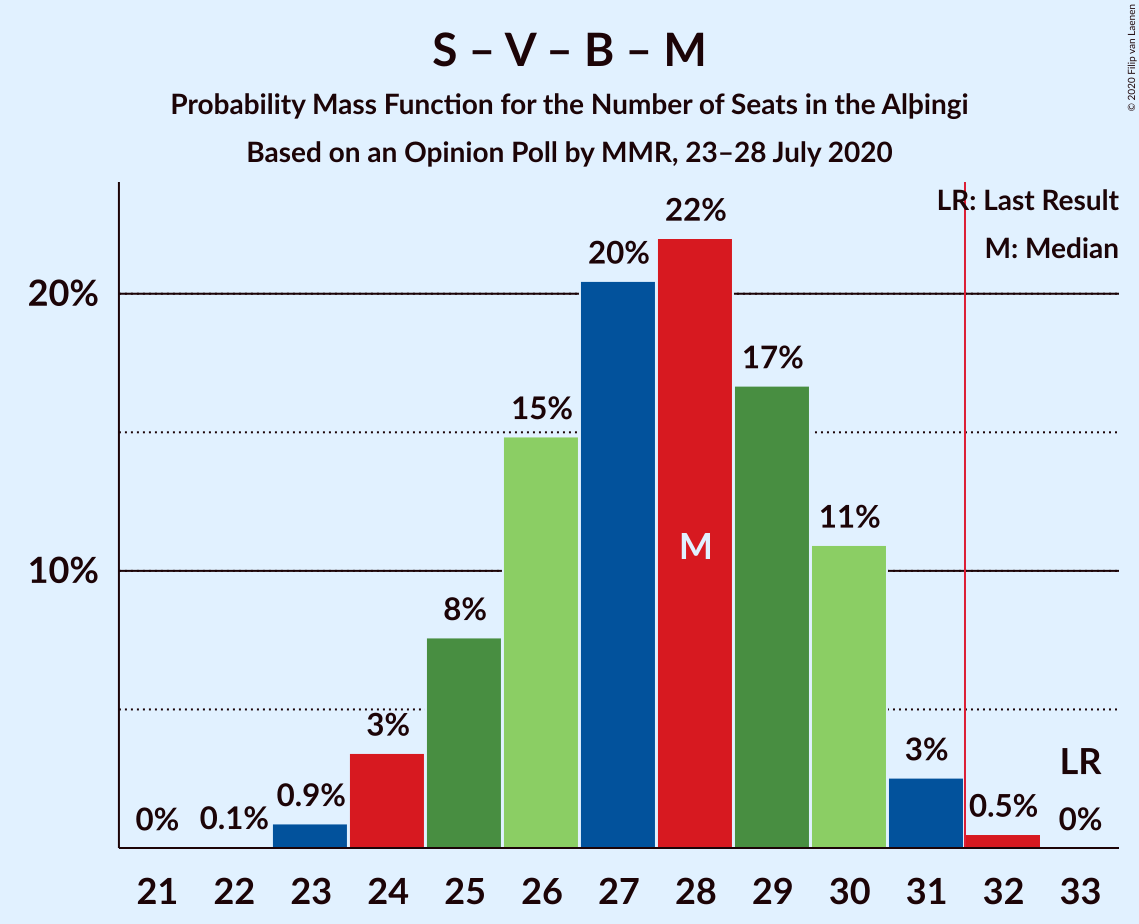 S – V – B – M
Probability Mass Function for the Number of Seats in the Alþingi
Based on an Opinion Poll by MMR, 23–28 July 2020
© 2020 Filip van Laenen
LR: Last Result
M: Median
20%
10%
0%
0.1%
0.9%
3%
8%
15%
20%
22%
M
17%
11%
3%
0.5%
LR
0%
21 22 23 24 25 26 27 28 29 30 31 32 33